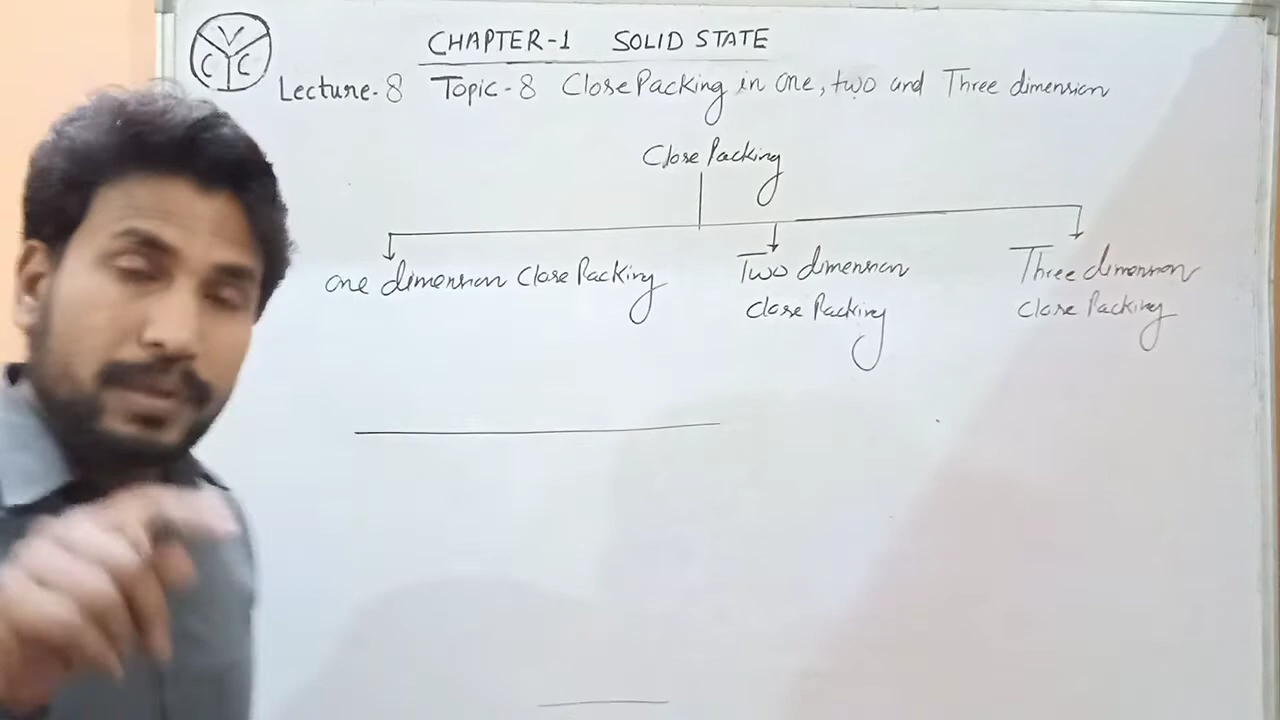 V
C Y C
CHAPTER-1 SOLID STATE
Lecture-8 Topic-8 Close Packing in one, two and Three dimension
Close Packing
one dimension Close Packing
Two dimension
Close Packing
Three dimension
Close Packing